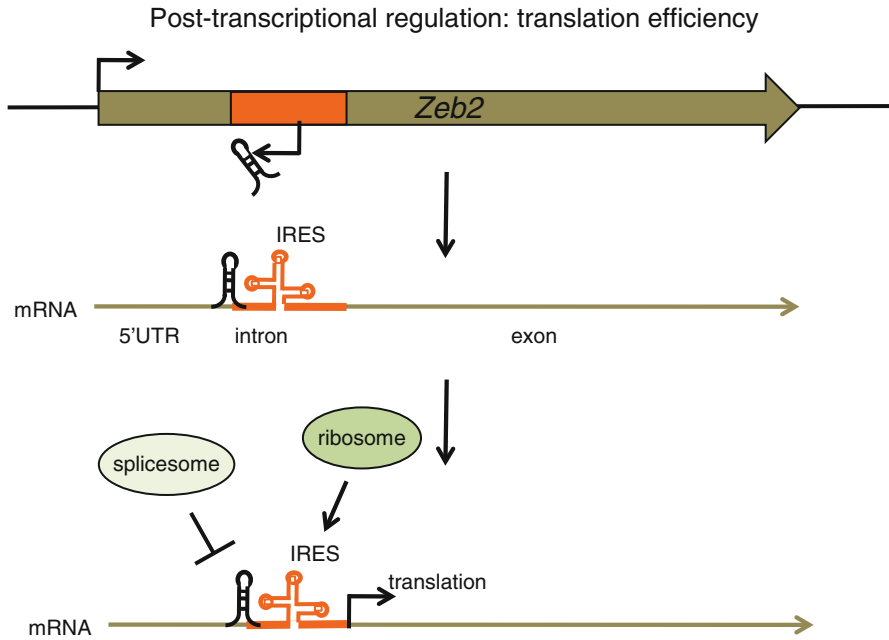 Post-transcriptional regulation: translation efficiency
Zeb2
IRES
mRNA
5'UTR intron exon
ribosome
splicesome
IRES
translation
mRNA